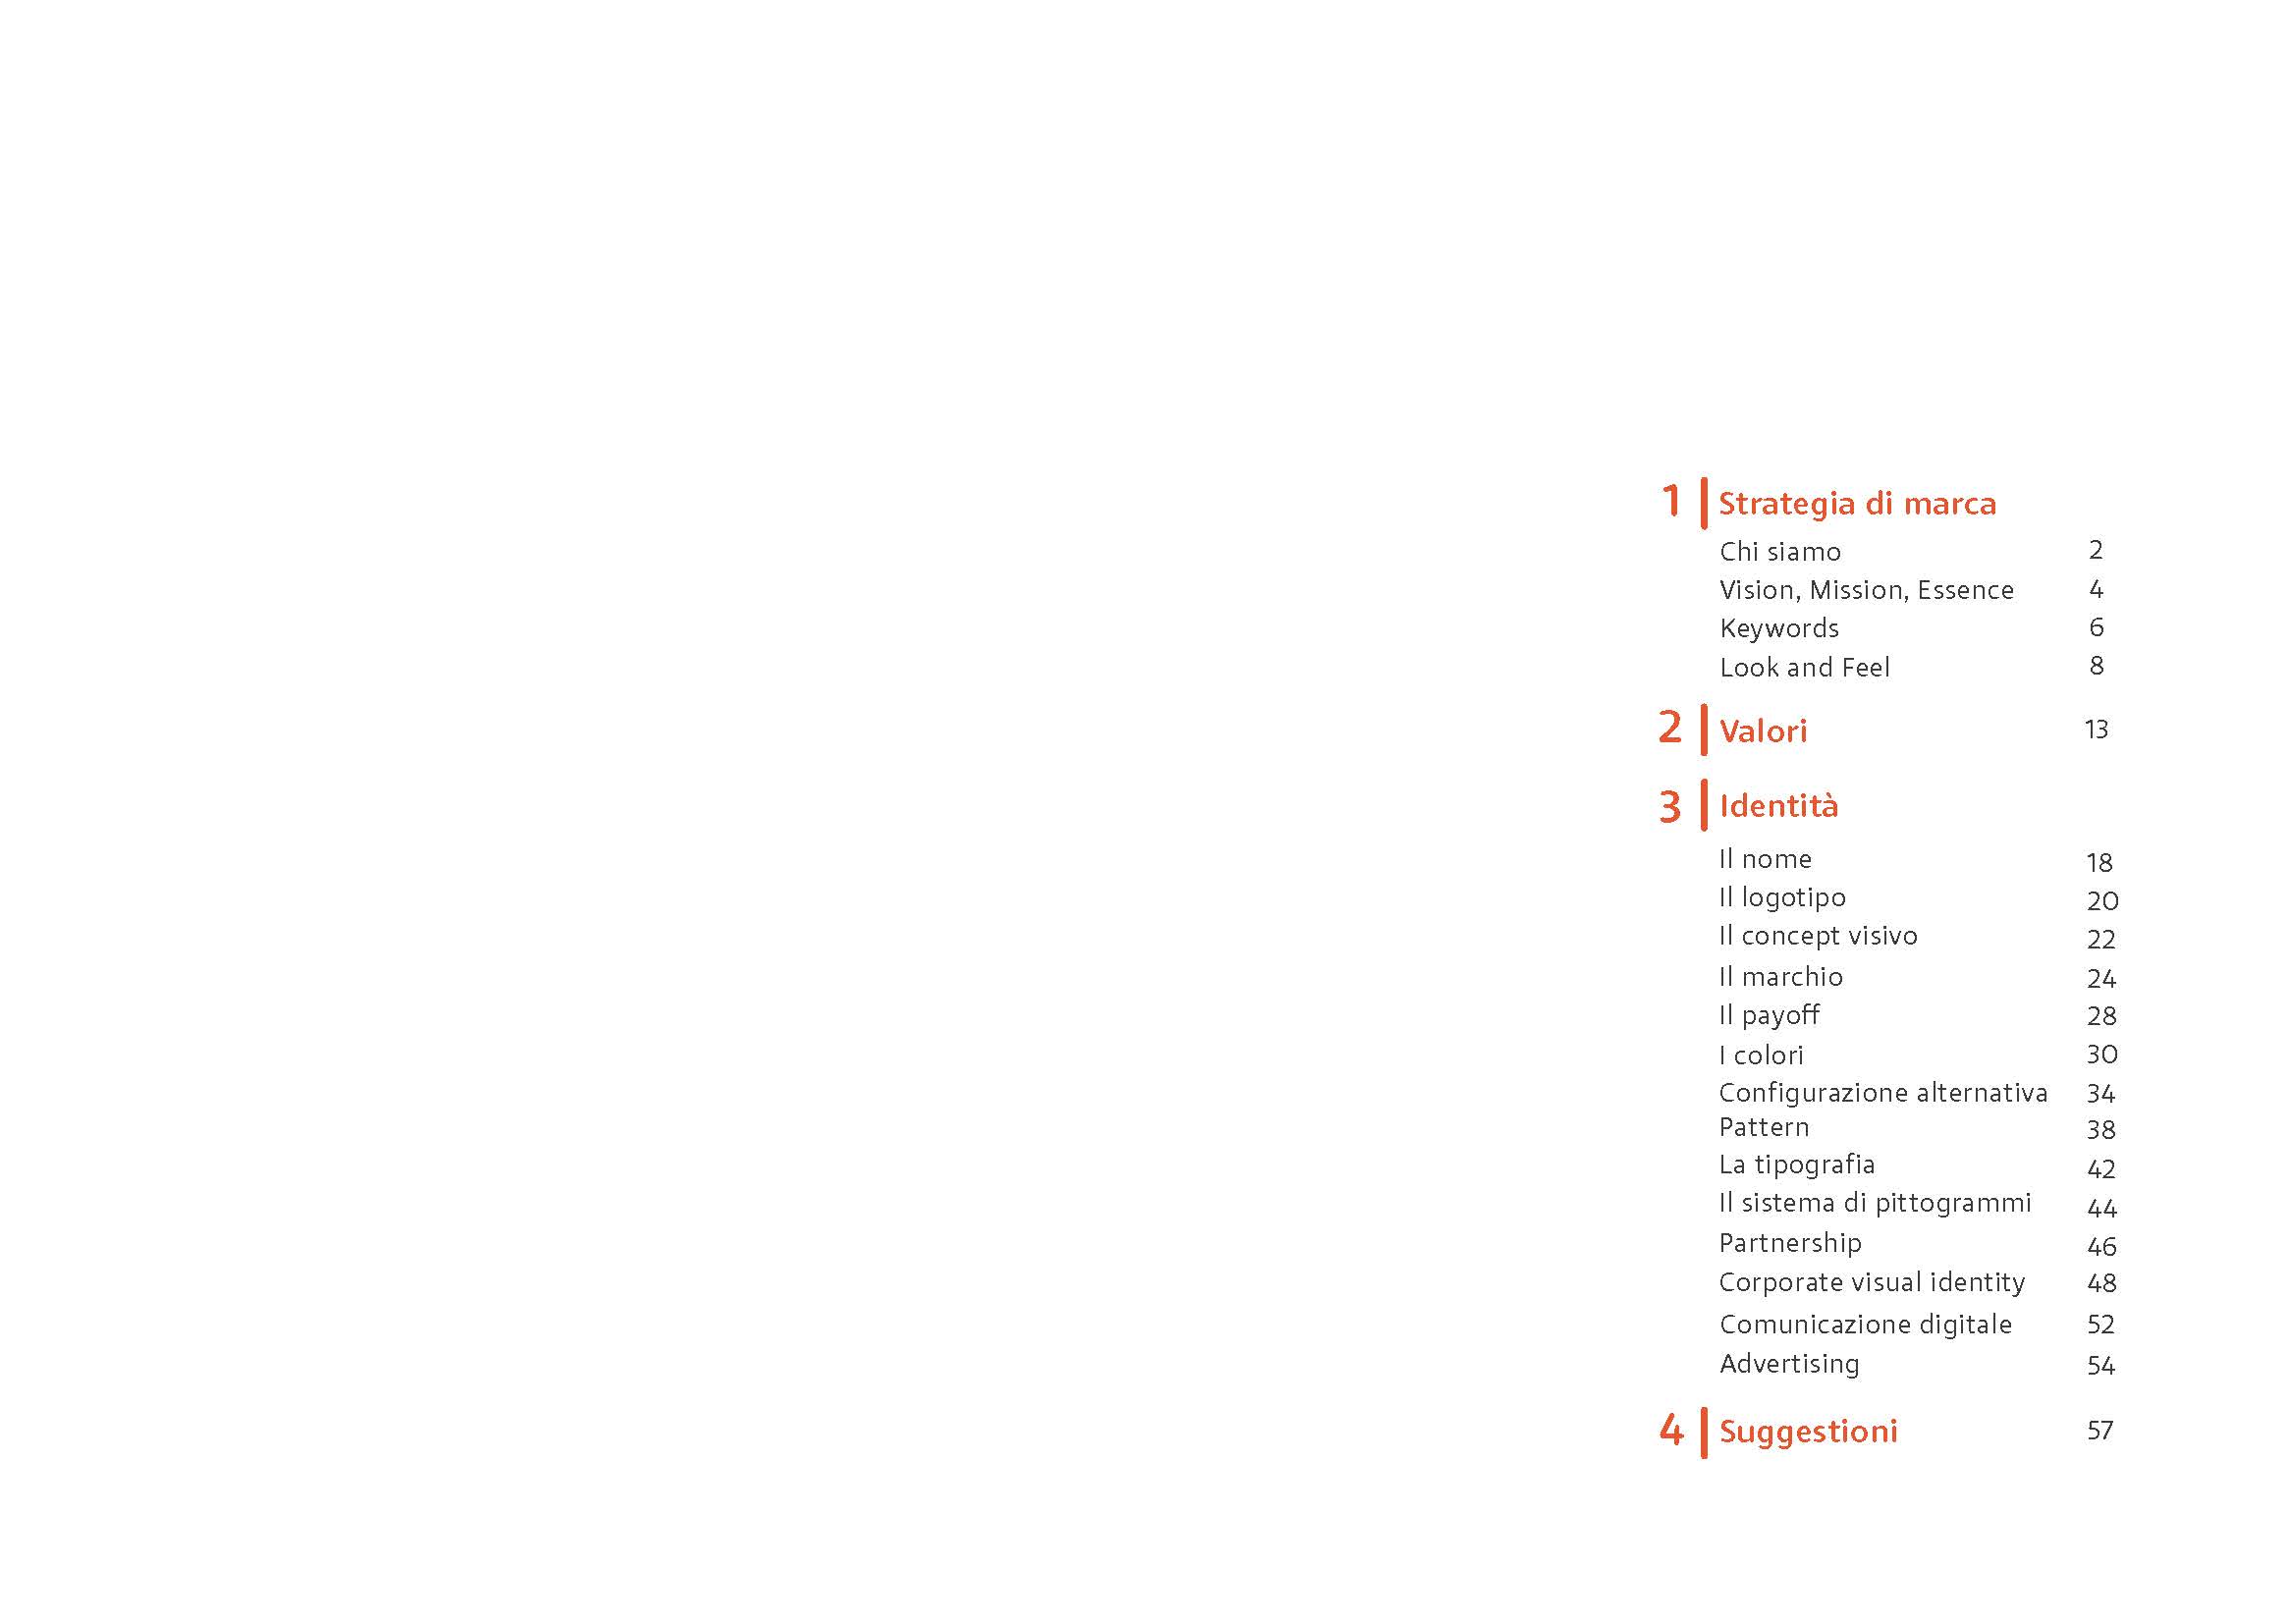 1 Strategia di marca
Chi siamo 2
Vision, Mission, Essence 4
Keywords 6
Look and Feel 8
2 Valori 13
3 Identità
Il nome 18
Il logotipo 20
Il concept visivo 22
Il marchio 24
Il payoff 28
I colori 30
Configurazione alternativa 34
Pattern 38
La tipografia 42
Il sistema di pittogrammi 44
Partnership 46
Corporate visual identity 48
Comunicazione digitale 52
Advertising 54
4 Suggestioni 57